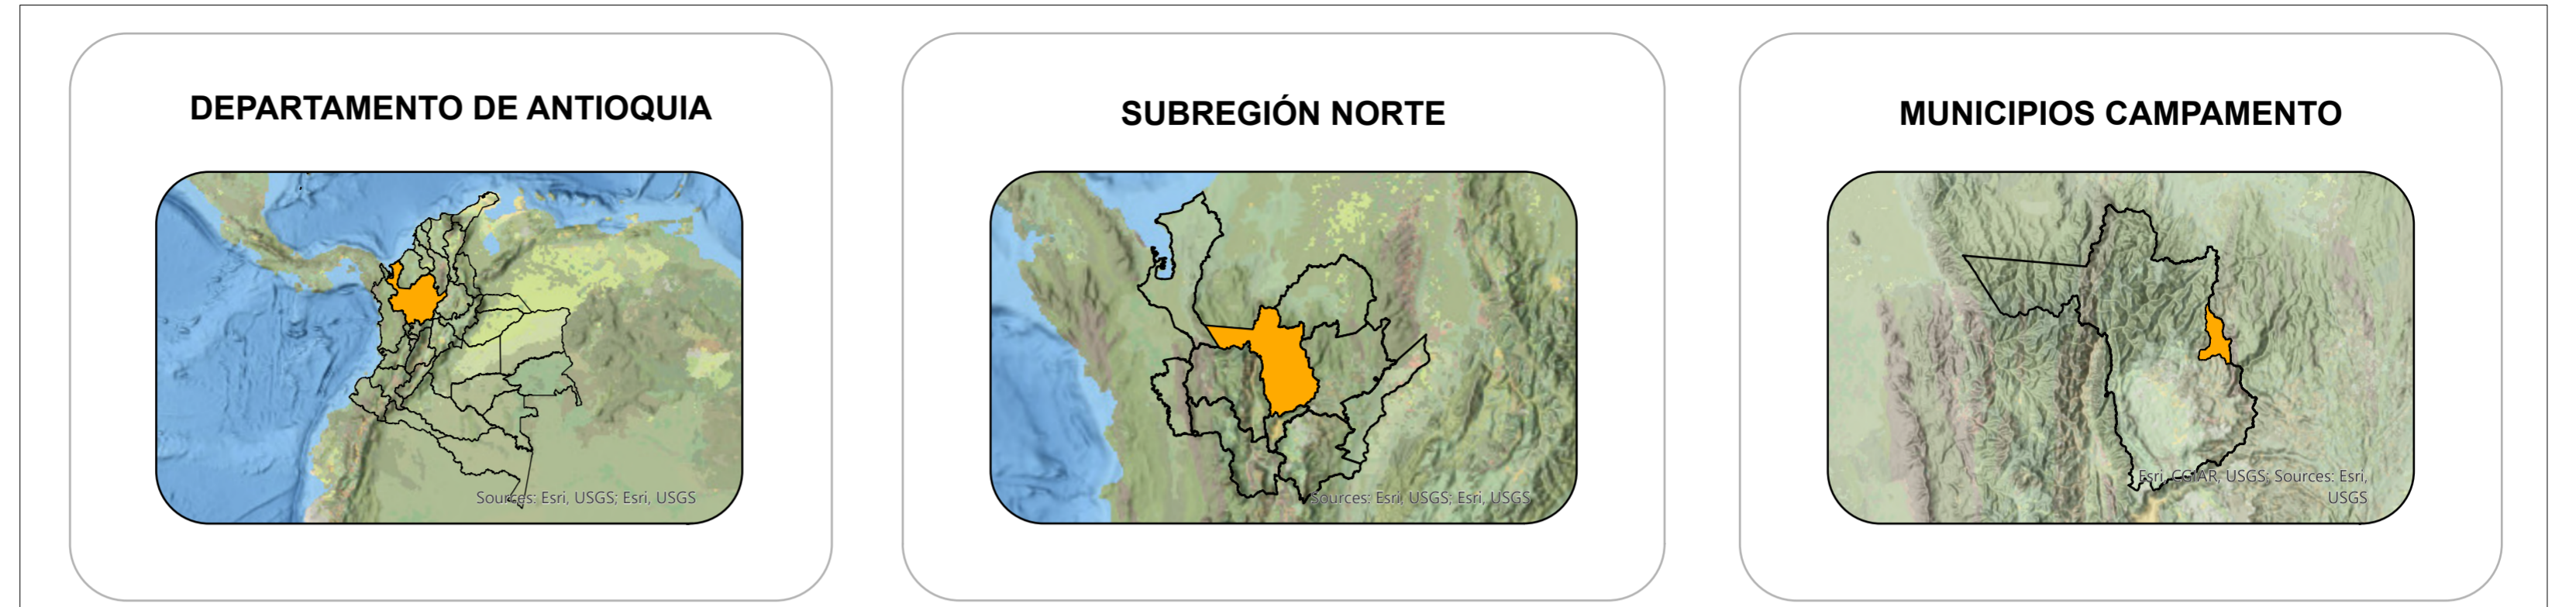 DEPARTAMENTO DE ANTIOQUIA
SUBREGIÓN NORTE
MUNICIPIOS CAMPAMENTO
Sources: Esri, USGS; Esri, USGS
Sources: Esri, USGS; Esri, USGS
Esri, CGIAR, USGS; Sources: Esri,
USGS